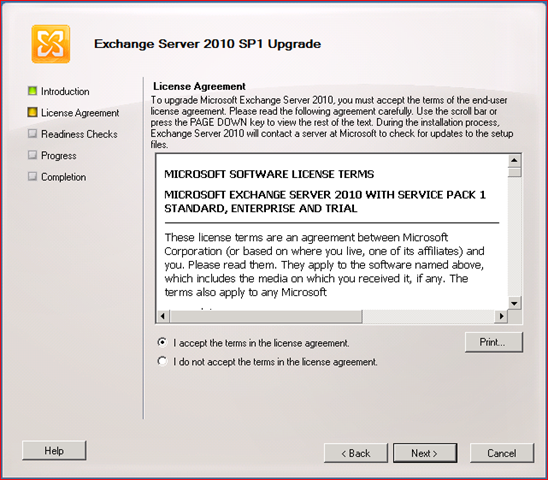 Exchange Server 2010 SP1 Upgrade
Introduction
License Agreement
Readiness Checks
Progress
Completion
License Agreement
To upgrade Microsoft Exchange Server 2010, you must accept the terms of the end-user
license agreement. Please read the following agreement carefully. Use the scroll bar or
press the PAGE DOWN key to view the rest of the text. During the installation process,
Exchange Server 2010 will contact a server at Microsoft to check for updates to the setup
files.
MICROSOFT SOFTWARE LICENSE TERMS
MICROSOFT EXCHANGE SERVER 2010 WITH SERVICE PACK 1
STANDARD, ENTERPRISE AND TRIAL
These license terms are an agreement between Microsoft
Corporation (or based on where you live, one of its affiliates) and
you. Please read them. They apply to the software named above,
which includes the media on which you received it, if any. The
terms also apply to any Microsoft
I accept the terms in the license agreement.
I do not accept the terms in the license agreement.
Print...
Help
< Back
Next >
Cancel